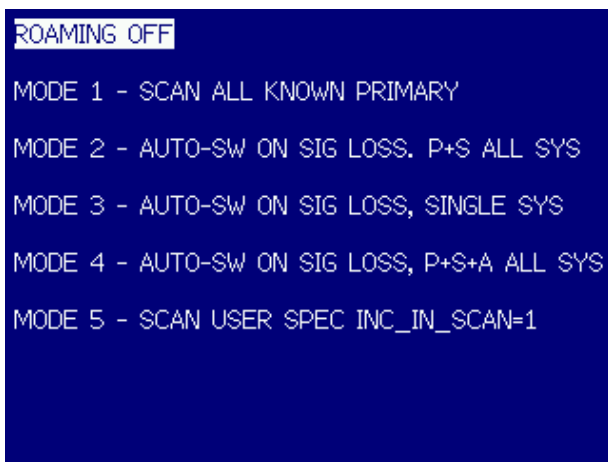 ROAMING OFF
MODE 1 - SCAN ALL KNOWN PRIMARY
MODE 2 - AUTO-SW ON SIG LOSS. P+S ALL SYS
MODE 3 - AUTO-SW ON SIG LOSS, SINGLE SYS
MODE 4 - AUTO-SW ON SIG LOSS, P+S+A ALL SYS
MODE 5 - SCAN USER SPEC INC_IN_SCAN=1